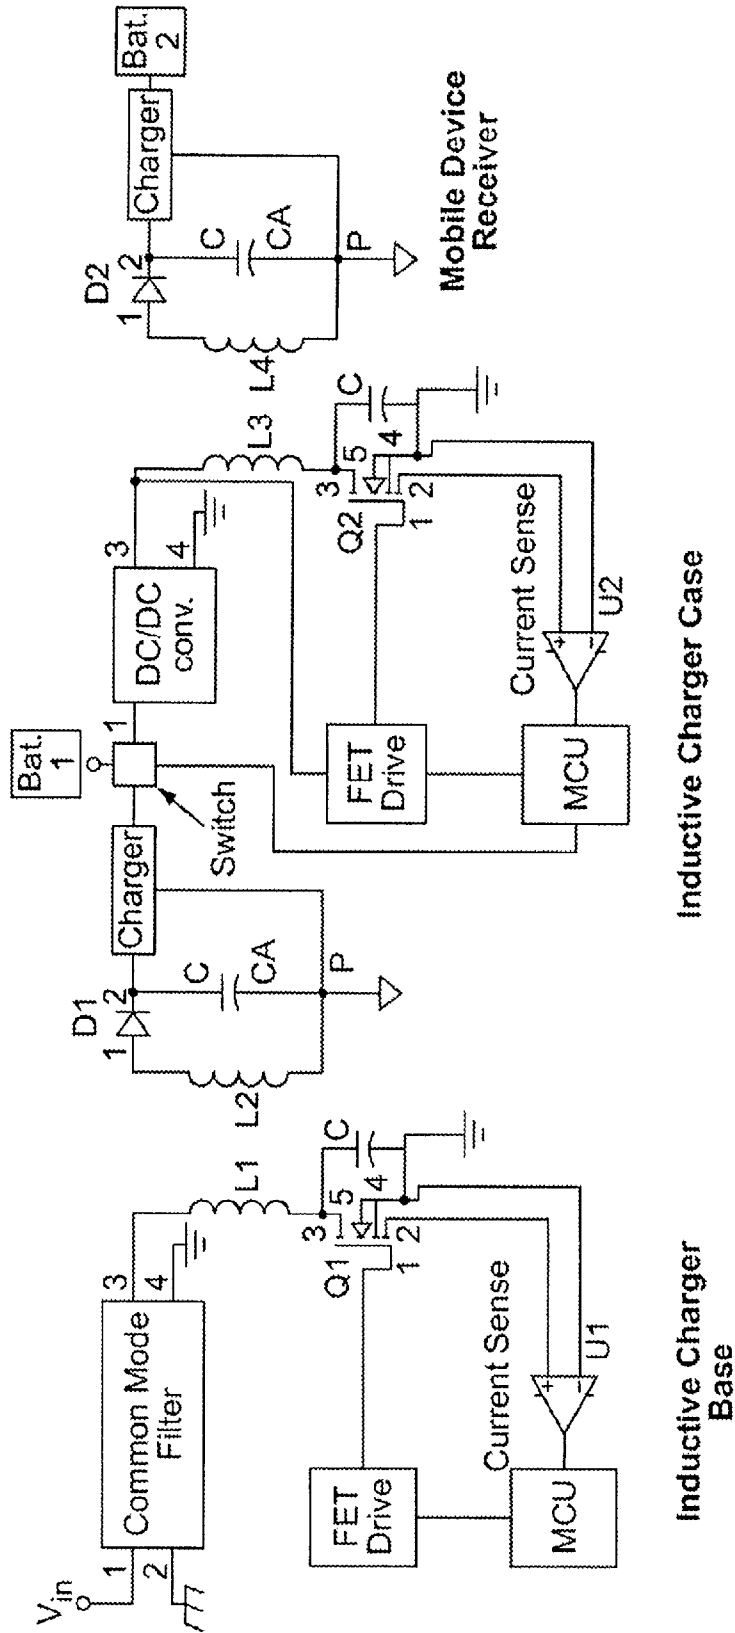 Vin
1
2
Common Mode
Filter
3
4
L1
Q1
3
5
4
1
2
C
FET
Drive
MCU
Current Sense
+
−
U1
Inductive Charger
Base
L2
D1
1
2
C
CA
P
Charger
Switch
Bat.
1
1
DC/DC
conv.
3
4
L3
Q2
3
5
4
1
2
C
FET
Drive
MCU
Current Sense
+
−
U2
Inductive Charger Case
L4
D2
1
2
C
CA
P
Charger
Bat.
2
Mobile Device
Receiver